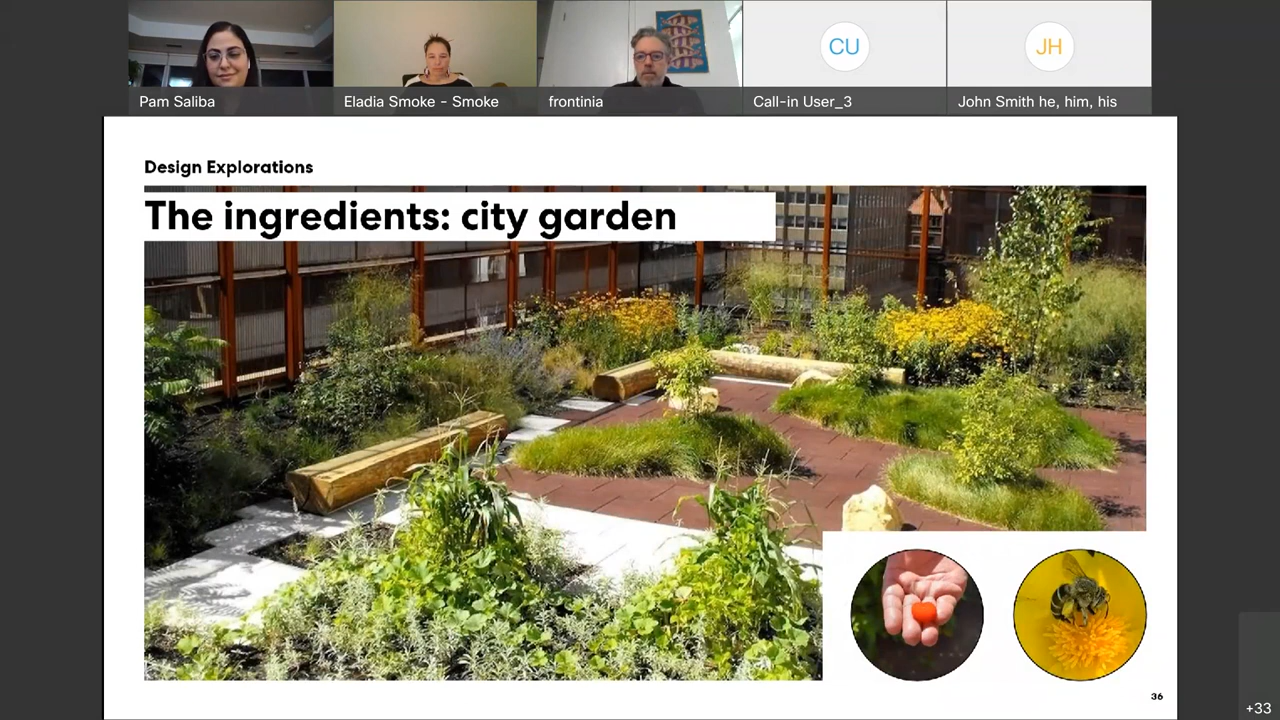 CU
JH
Pam Saliba
Eladia Smoke - Smoke
frontinia
Call-in User_3
John Smith he, him, his
Design Explorations
The ingredients: city garden
36
+33